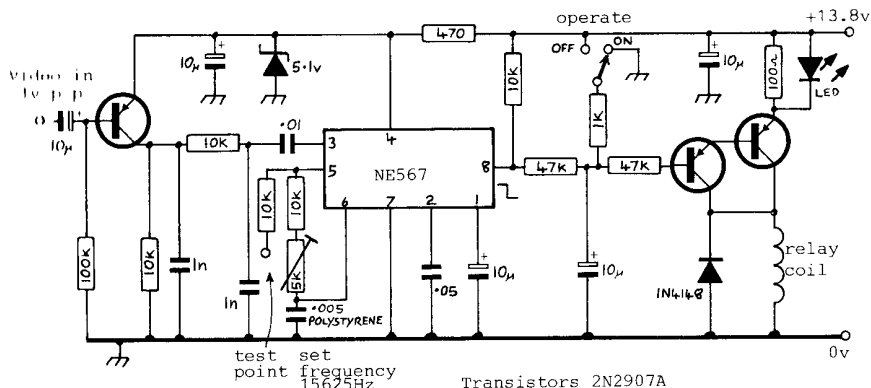 operate
+13.8v
470
OFF
ON
10µ
5·1v
10K
10µ
100Ω
LED
Video in
1v p p
10µ
10K
·01
3
4
1K
5
NE567
8
47K
47K
6
7
2
1
10K
10K
100K
10K
1n
1n
5K
·05
10µ
10µ
1N4148
relay
coil
·005
POLYSTYRENE
0v
test set
point frequency
15625Hz
Transistors 2N2907A